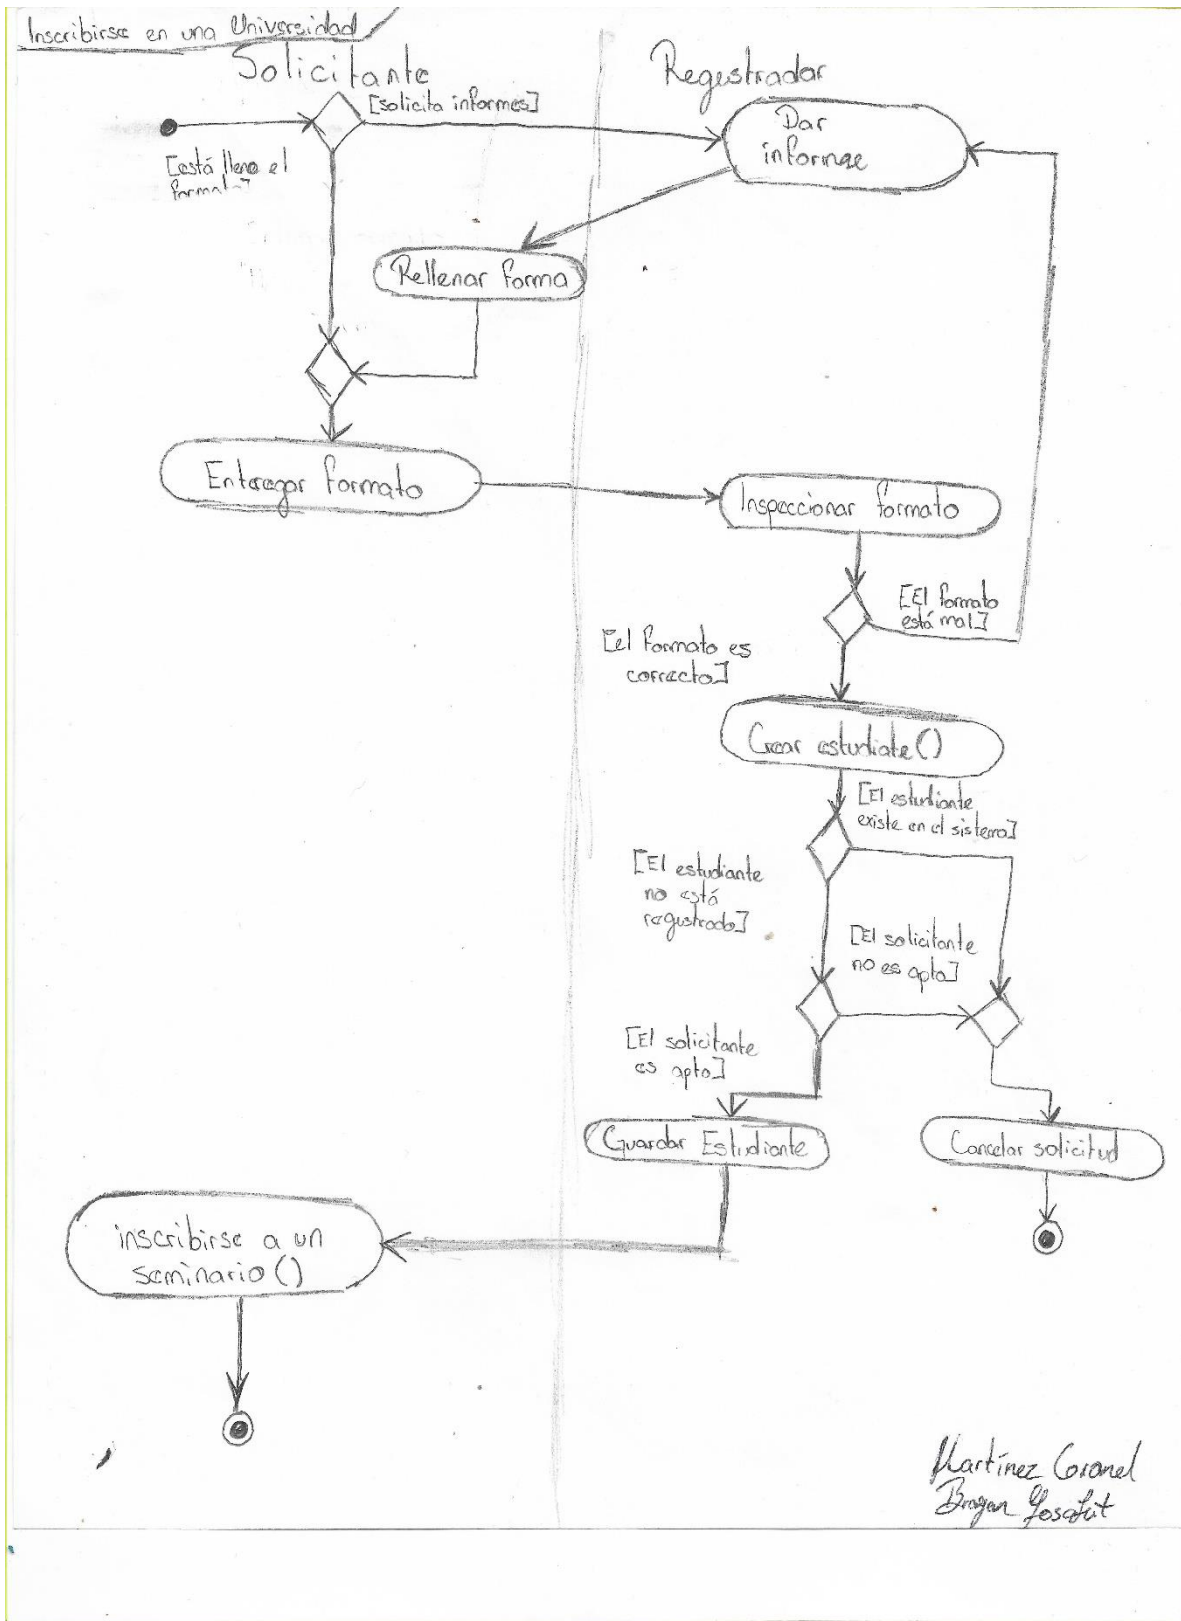 Inscribirse en una Universidad
Solicitante
Registrador
[solicita informes]
Dar
informe
[está lleno el
formato]
Rellenar forma
Entregar formato
Inspeccionar formato
[El formato
está mal]
[el formato es
correcto]
Crear estudiate()
[El estudiante
existe en el sistema]
[El estudiante
no está
registrado]
[El solicitante
no es apto]
[El solicitante
es apto]
Guardar Estudiante
Cancelar solicitud
inscribirse a un
seminario()
Martínez Coronel
Brayan Yosafat